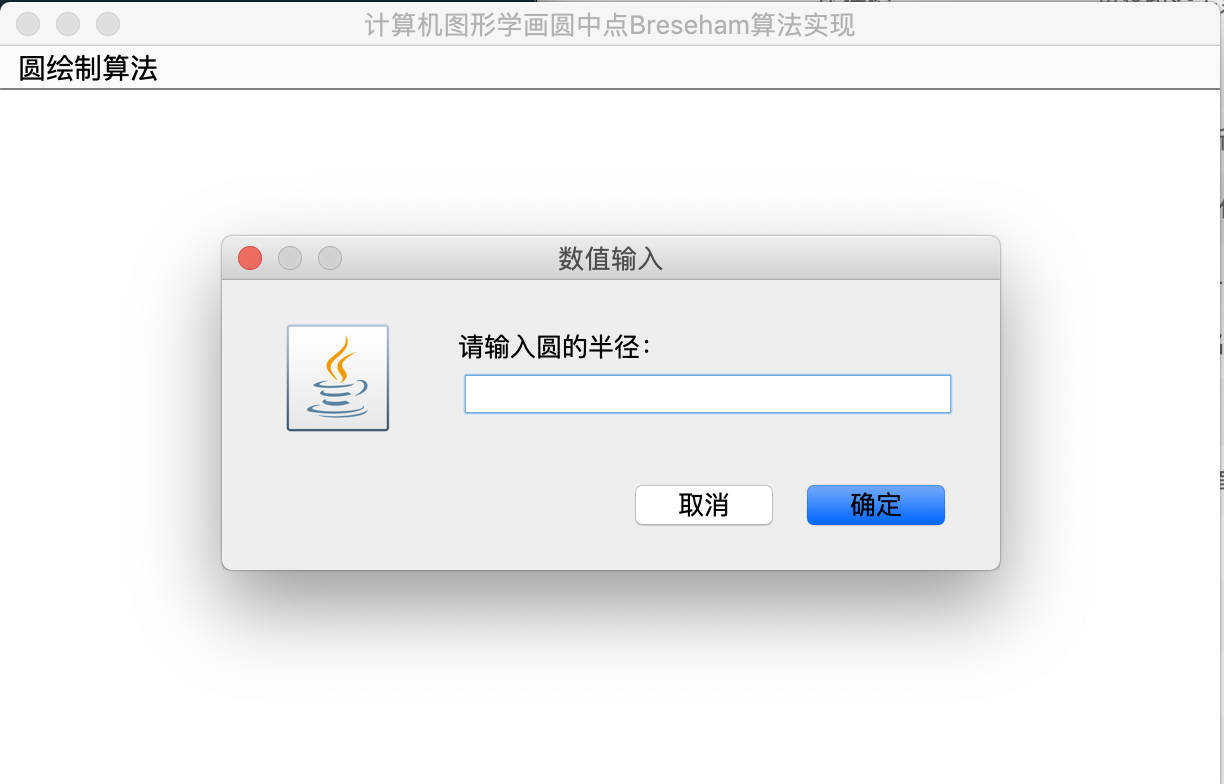 计算机图形学画圆中点Breseham算法实现
圆绘制算法
数值输入
请输入圆的半径：
取消
确定